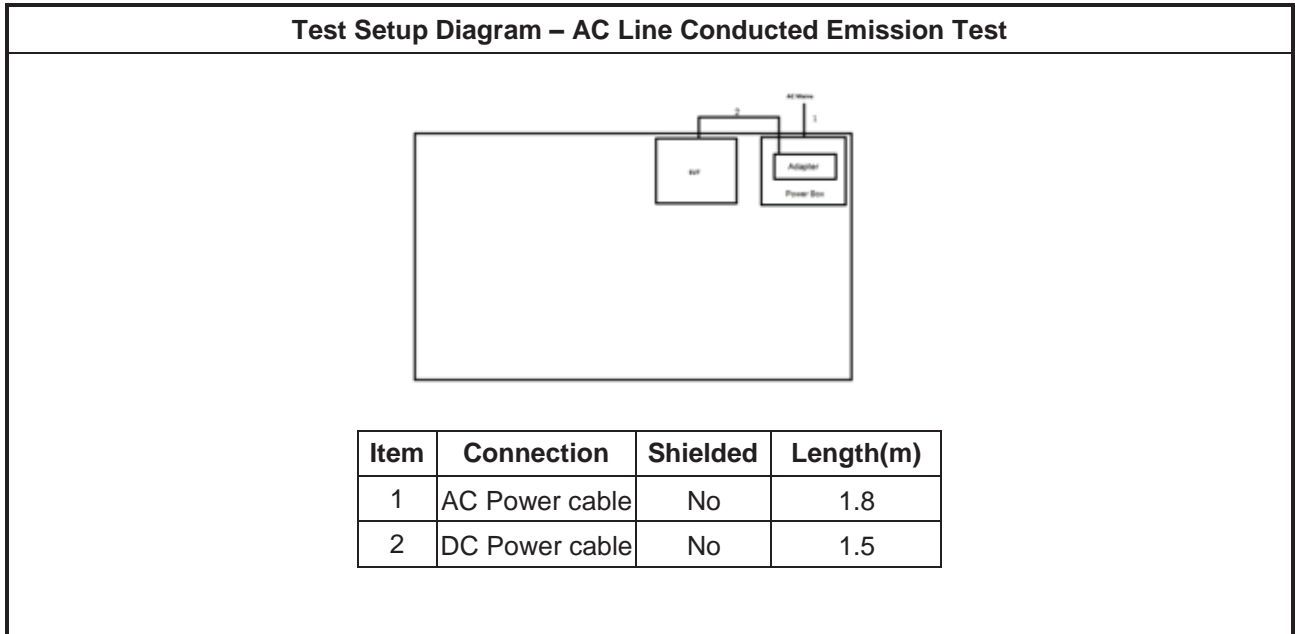 Test Setup Diagram – AC Line Conducted Emission Test
AC Mains
2
1
EUT
Adapter
Power Box
Item Connection Shielded Length(m)
1 AC Power cable No 1.8
2 DC Power cable No 1.5